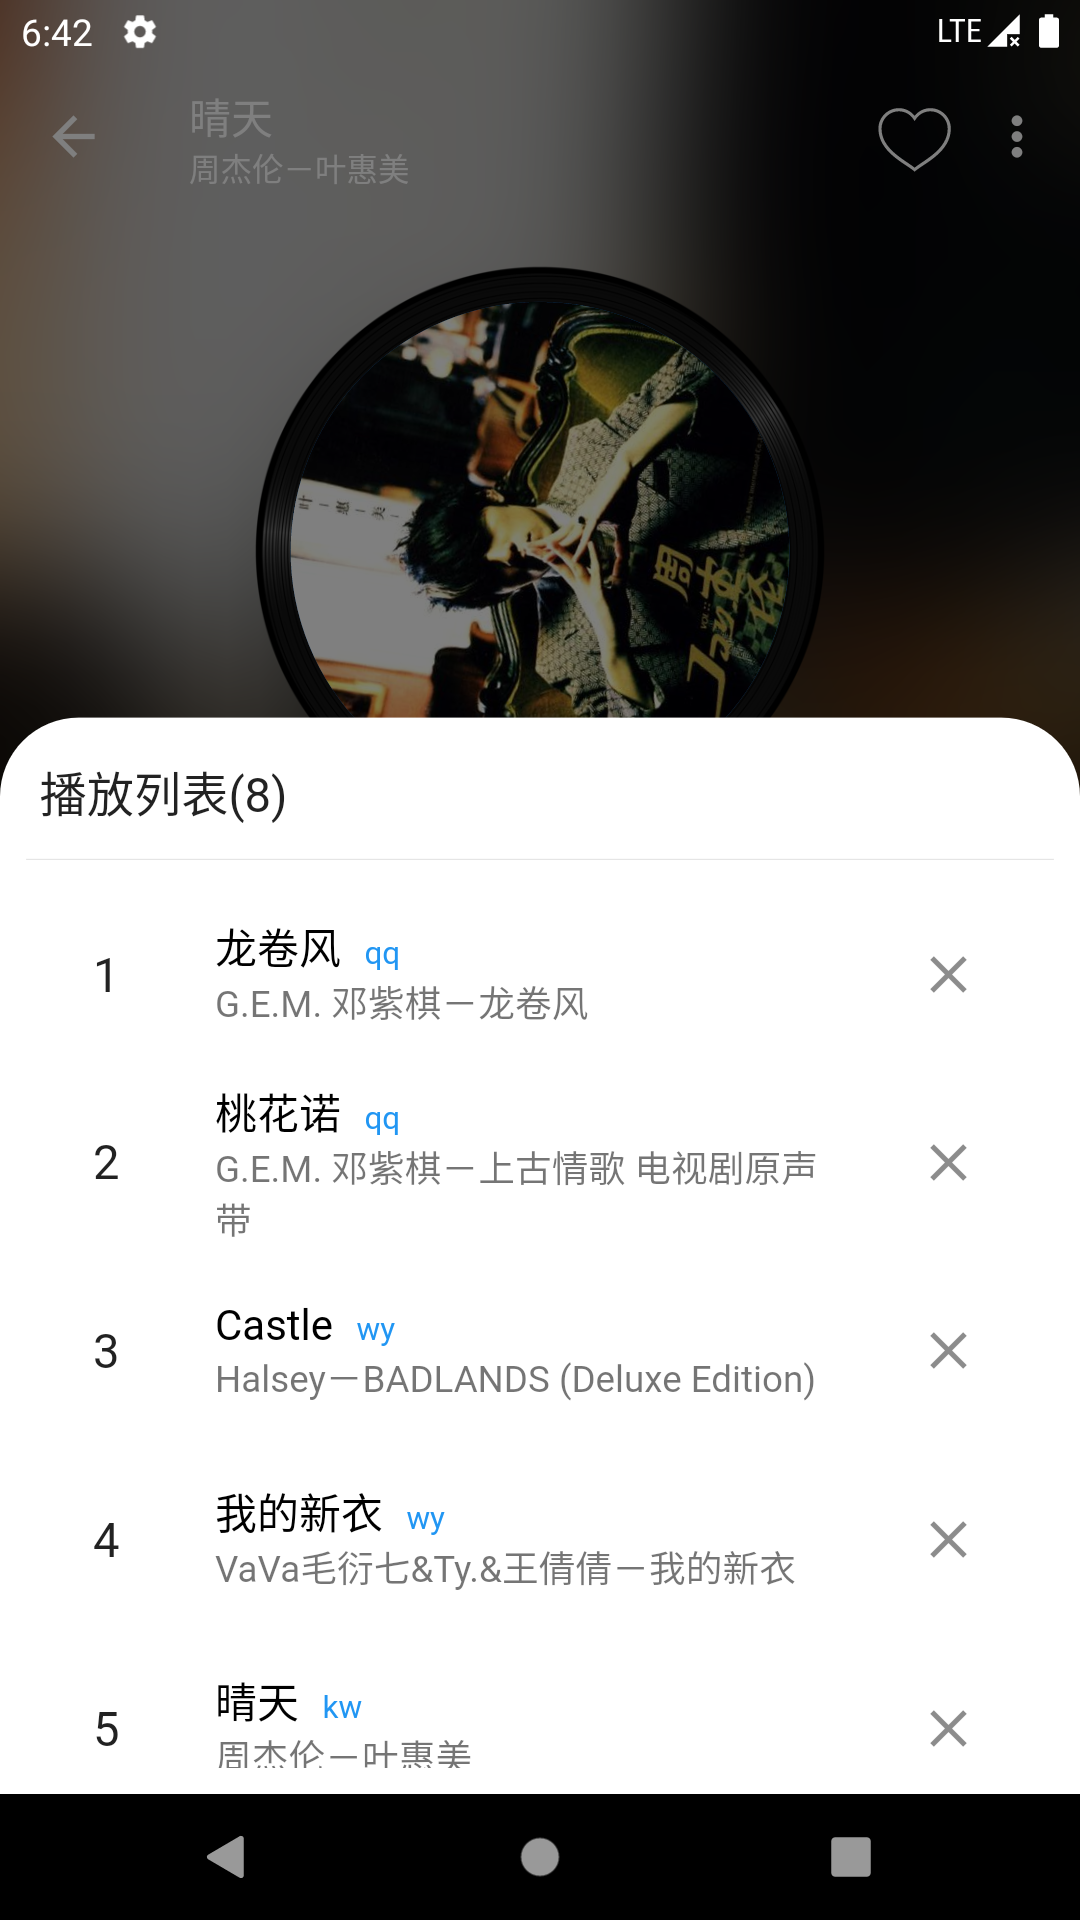 6:42 LTE
晴天
周杰伦－叶惠美
叶惠美
周杰伦
Jay
播放列表(8)
1
龙卷风 qq
G.E.M. 邓紫棋－龙卷风
2
桃花诺 qq
G.E.M. 邓紫棋－上古情歌 电视剧原声
带
3
Castle wy
Halsey－BADLANDS (Deluxe Edition)
4
我的新衣 wy
VaVa毛衍七&Ty.&王倩倩－我的新衣
5
晴天 kw
周杰伦－叶惠美